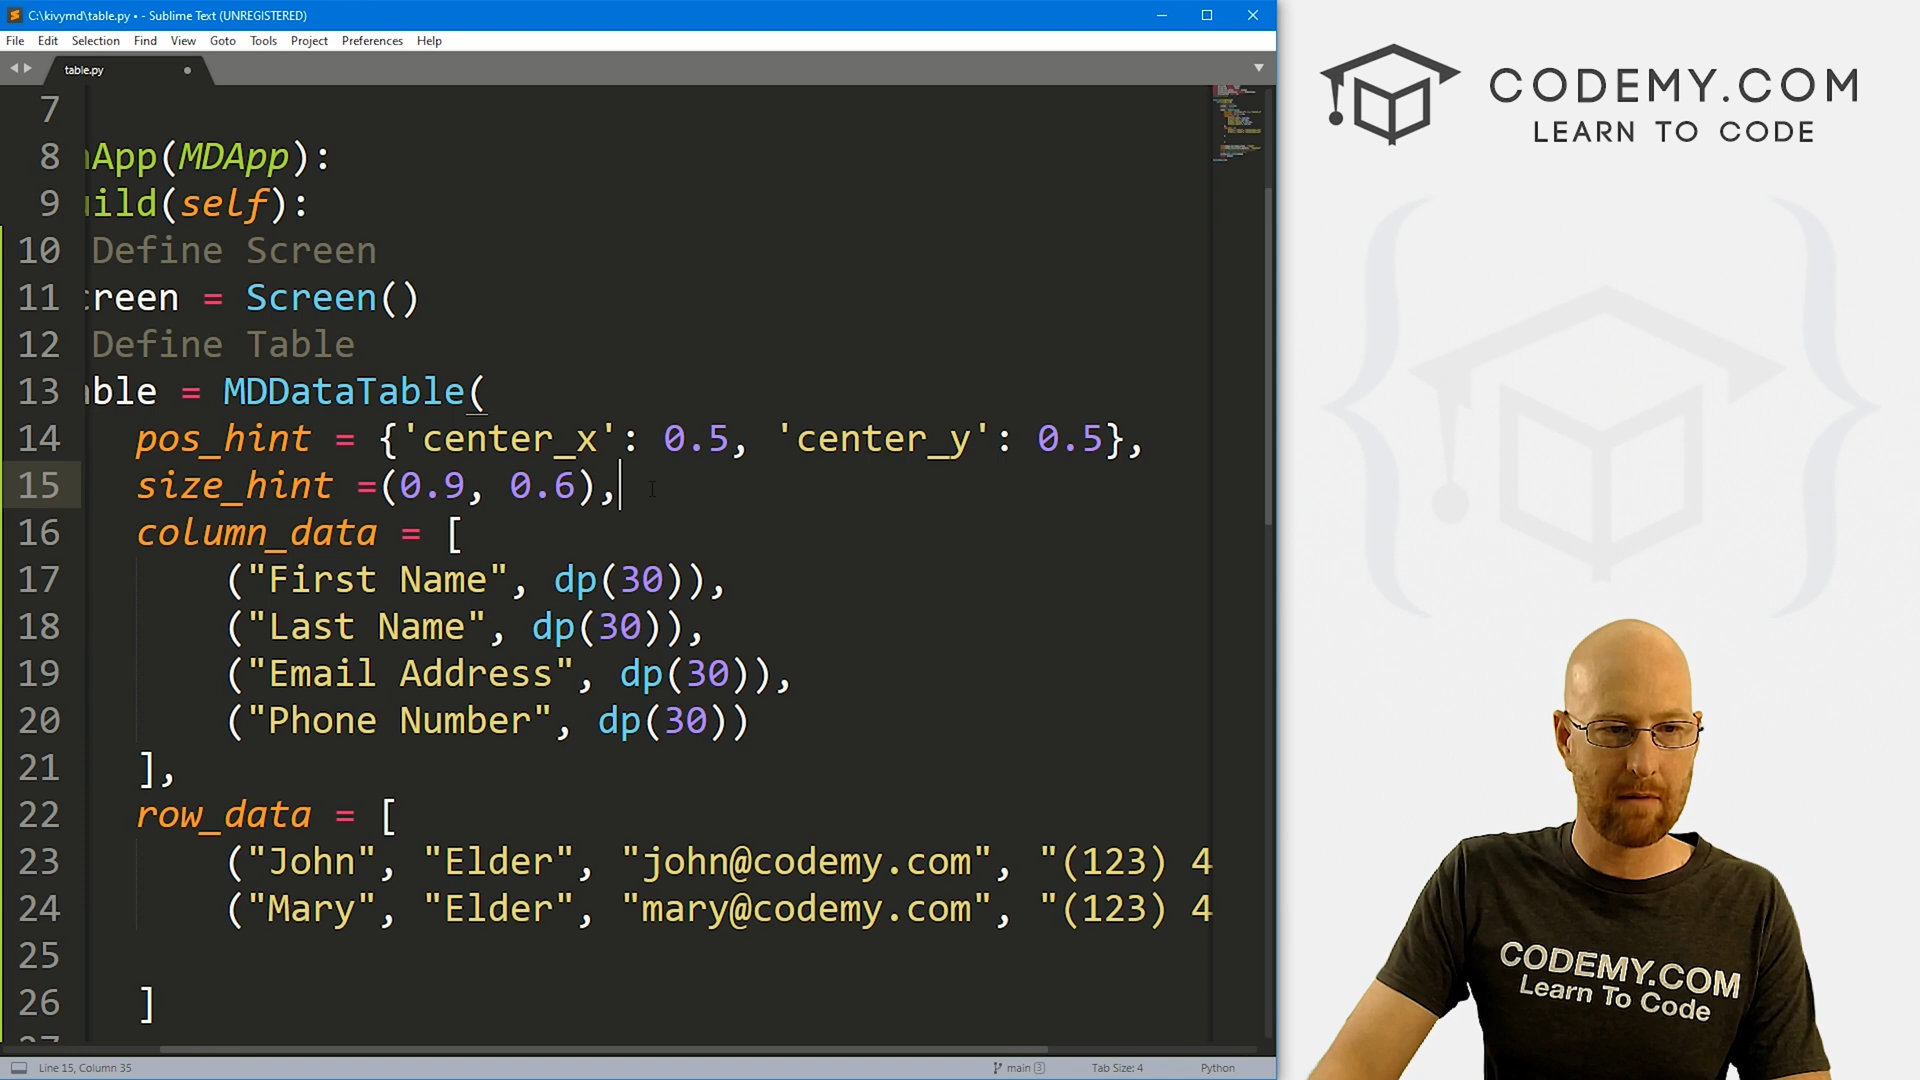 C:\kivymd\table.py • - Sublime Text (UNREGISTERED)
File Edit Selection Find View Goto Tools Project Preferences Help
table.py
7
8 App(MDApp):
9 uild(self):
10 Define Screen
11 creen = Screen()
12 Define Table
13 able = MDDataTable(
14 pos_hint = {'center_x': 0.5, 'center_y': 0.5},
15 size_hint =(0.9, 0.6),
16 column_data = [
17 ("First Name", dp(30)),
18 ("Last Name", dp(30)),
19 ("Email Address", dp(30)),
20 ("Phone Number", dp(30))
21 ],
22 row_data = [
23 ("John", "Elder", "john@codemy.com", "(123) 4
24 ("Mary", "Elder", "mary@codemy.com", "(123) 4
25
26 ]
27
Line 15, Column 35
main 3
Tab Size: 4
Python
CODEMY.COM
LEARN TO CODE
CODEMY.COM
Learn To Code